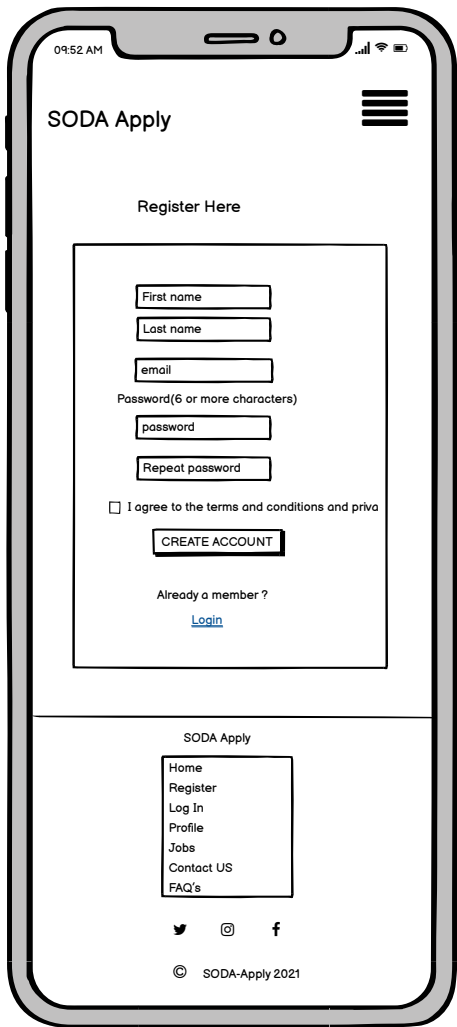 09:52 AM
SODA Apply
Register Here
First name
Last name
email
Password(6 or more characters)
password
Repeat password
I agree to the terms and conditions and priva
CREATE ACCOUNT
Already a member ?
Login
SODA Apply
Home
Register
Log In
Profile
Jobs
Contact US
FAQ's
© SODA-Apply 2021